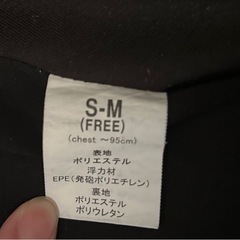 S-M
(FREE)
(chest ～95cm)
表地
ポリエステル
浮力材
EPE（発砲ポリエチレン）
裏地
ポリエステル
ポリウレタン